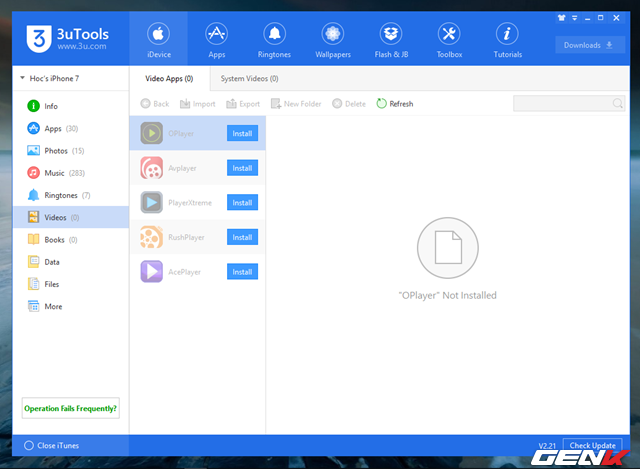 3
3uTools
www.3u.com
iDevice
Apps
Ringtones
Wallpapers
Flash & JB
Toolbox
Tutorials
Downloads
Hoc's iPhone 7
Video Apps (0)
System Videos (0)
Back
Import
Export
New Folder
Delete
Refresh
Info
Apps (30)
Photos (15)
Music (283)
Ringtones (7)
Videos (0)
Books (0)
Data
Files
More
OPlayer
Install
Avplayer
Install
PlayerXtreme
Install
RushPlayer
Install
AcePlayer
Install
"OPlayer" Not Installed
Operation Fails Frequently?
Close iTunes
V2.21
Check Update
GENK